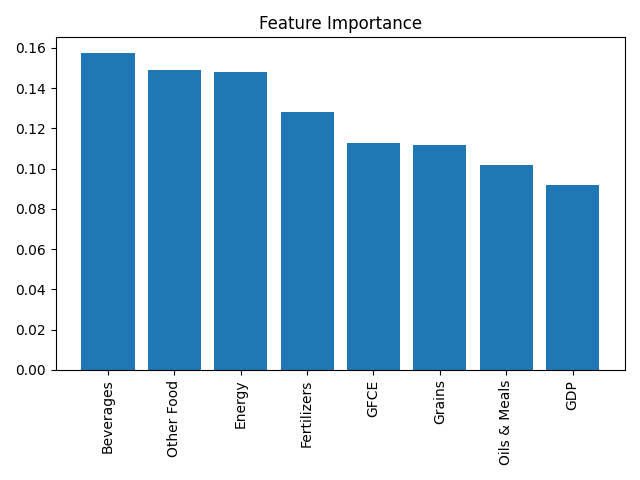 Feature Importance
0.16
0.14
0.12
0.10
0.08
0.06
0.04
0.02
0.00
Beverages
Other Food
Energy
Fertilizers
GFCE
Grains
Oils & Meals
GDP